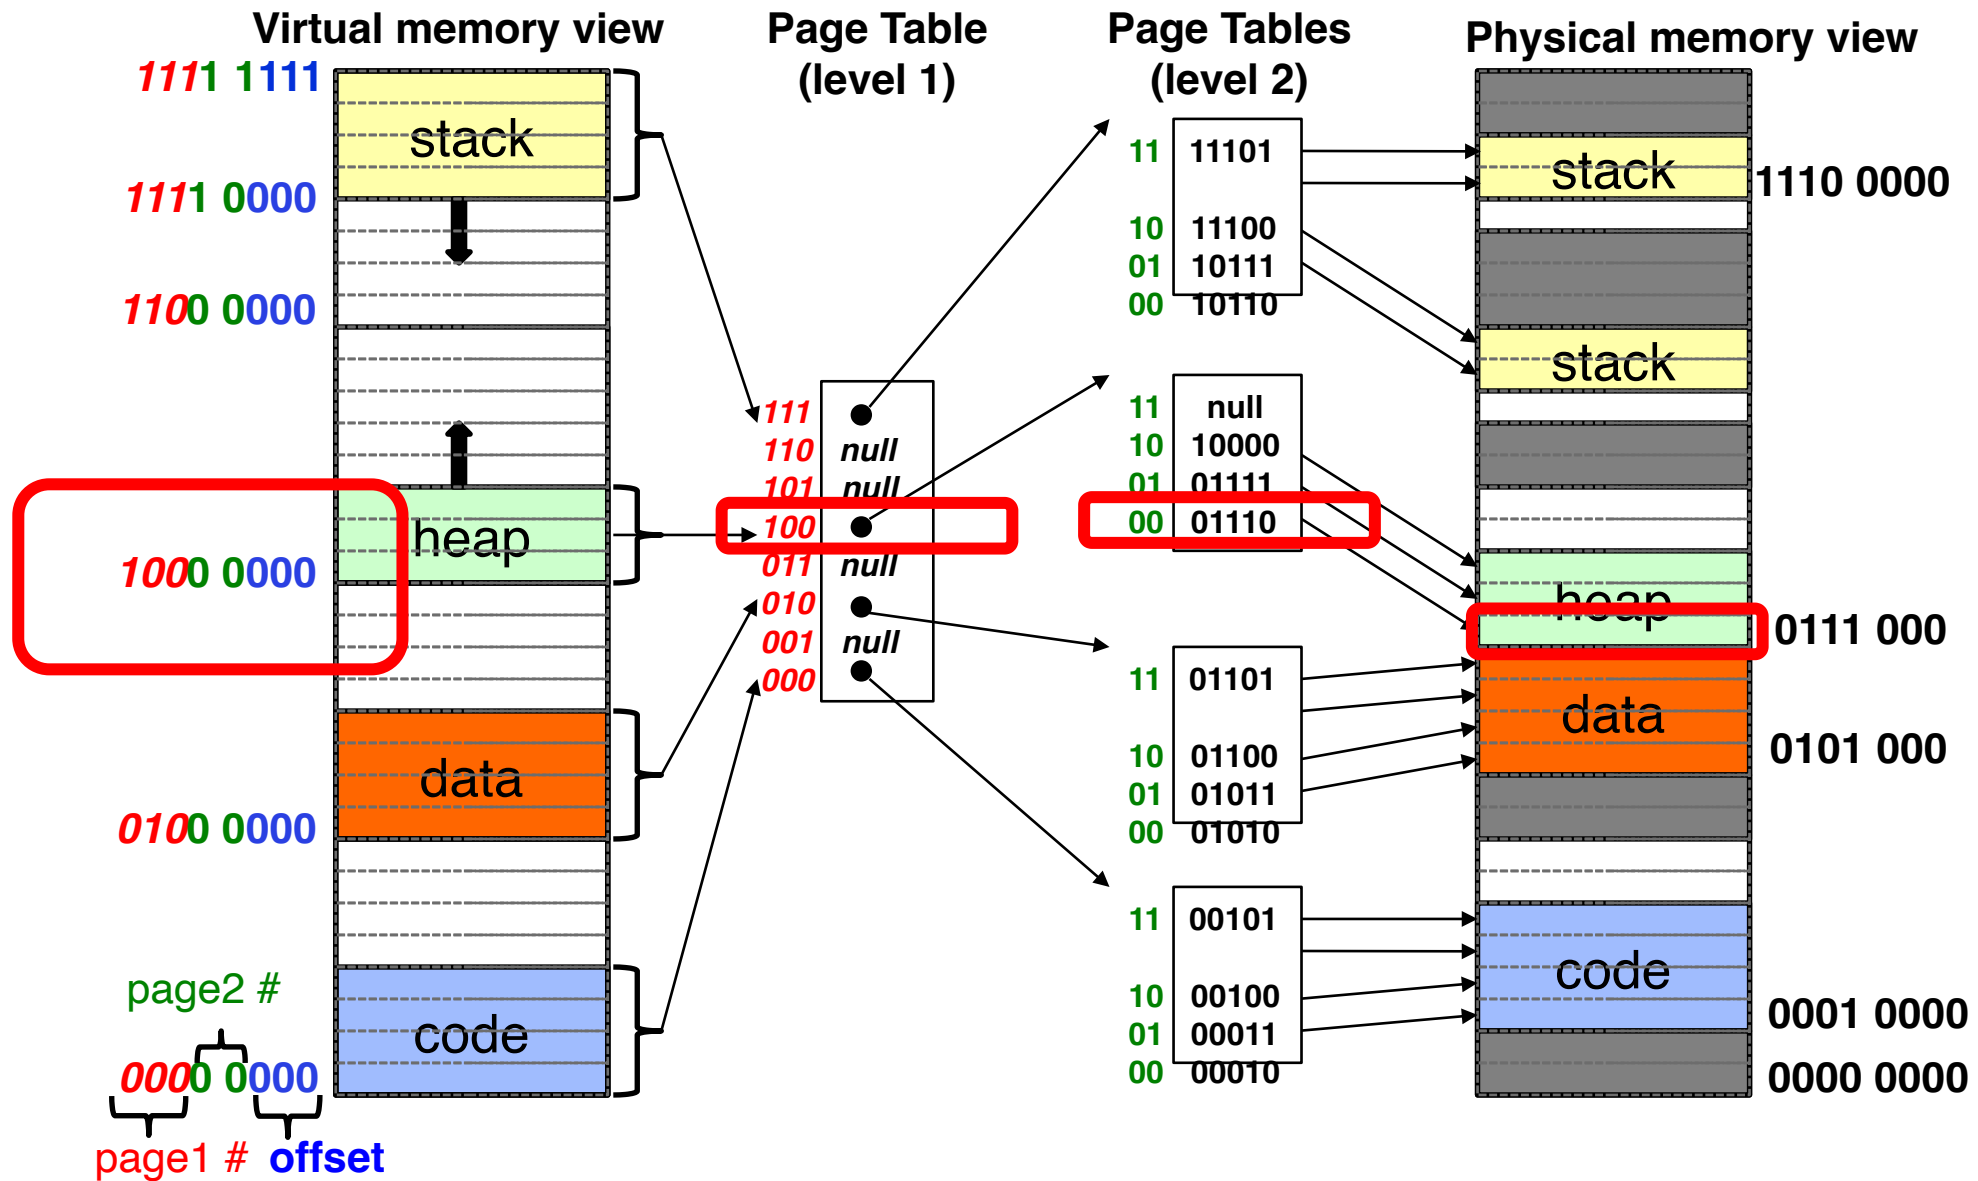 Virtual memory view
1111 1111
stack
1111 0000
1100 0000
heap
1000 0000
data
0100 0000
page2 #
code
0000 0000
page1 # offset
Page Table
(level 1)
111
110 null
101 null
100
011 null
010
001 null
000
Page Tables
(level 2)
11 11101
10 11100
01 10111
00 10110
11 null
10 10000
01 01111
00 01110
11 01101
10 01100
01 01011
00 01010
11 00101
10 00100
01 00011
00 00010
Physical memory view
stack 1110 0000
stack
heap
0111 000
data
0101 000
code
0001 0000
0000 0000